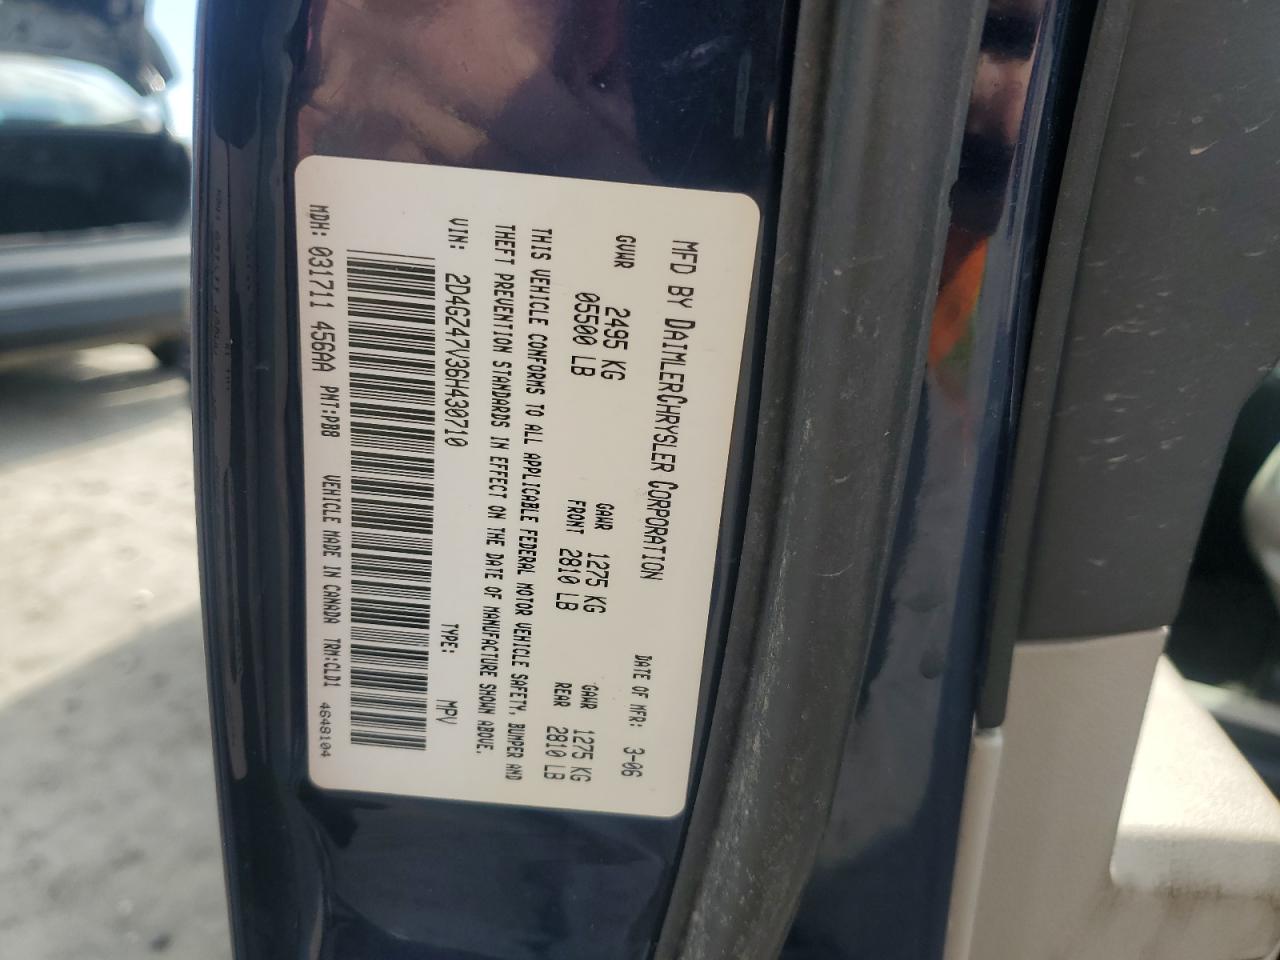 MFD BY DAIMLERCHRYSLER CORPORATION
DATE OF MFR: 3-06
GVWR 2495 KG
05500 LB
GAWR FRONT 1275 KG
2810 LB
GAWR REAR 1275 KG
2810 LB
THIS VEHICLE CONFORMS TO ALL APPLICABLE FEDERAL MOTOR VEHICLE SAFETY, BUMPER AND
THEFT PREVENTION STANDARDS IN EFFECT ON THE DATE OF MANUFACTURE SHOWN ABOVE.
VIN: 2D4GZ47V36H430710 TYPE: MPV
MDH: 031711 456AA PNT:PB8 VEHICLE MADE IN CANADA TRM:CLD1 4648104